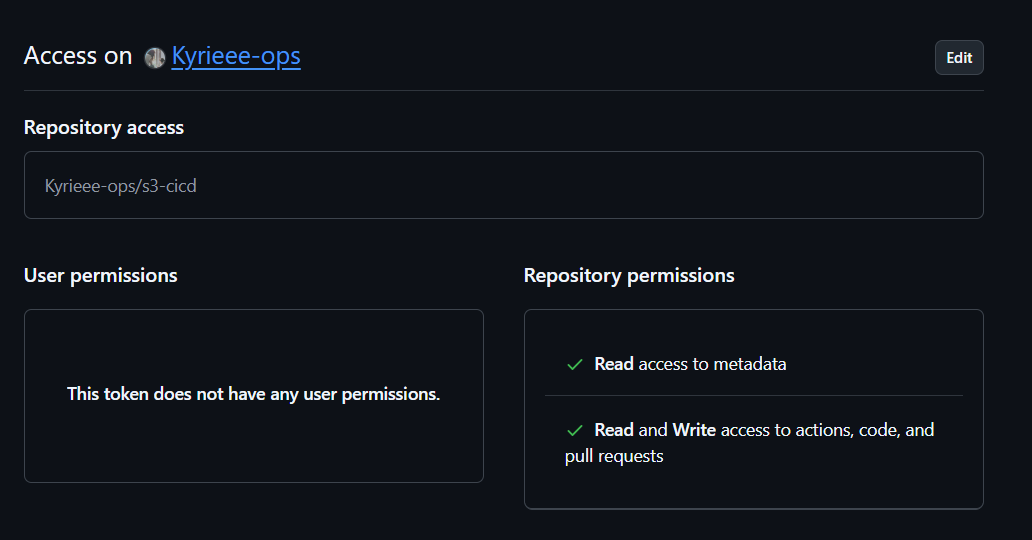 Access on Kyrieee-ops
Edit
Repository access
Kyrieee-ops/s3-cicd
User permissions
Repository permissions
This token does not have any user permissions.
Read access to metadata
Read and Write access to actions, code, and
pull requests